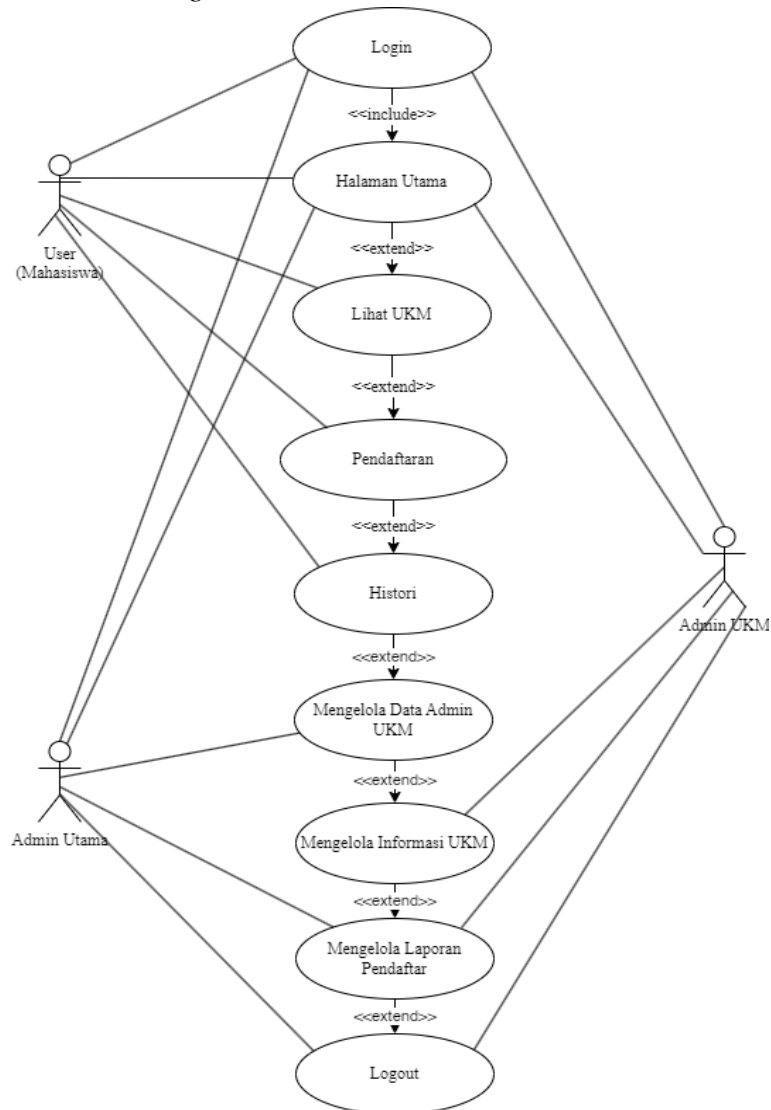 Login
<<include>>
Halaman Utama
User
(Mahasiswa)
<<extend>>
Lihat UKM
<<extend>>
Pendaftaran
<<extend>>
Histori
Admin UKM
<<extend>>
Mengelola Data Admin
UKM
<<extend>>
Admin Utama
Mengelola Informasi UKM
<<extend>>
Mengelola Laporan
Pendaftar
<<extend>>
Logout